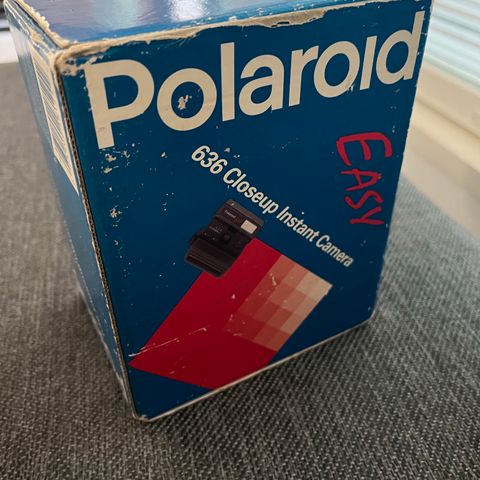 Polaroid
EASY
636 Closeup Instant Camera